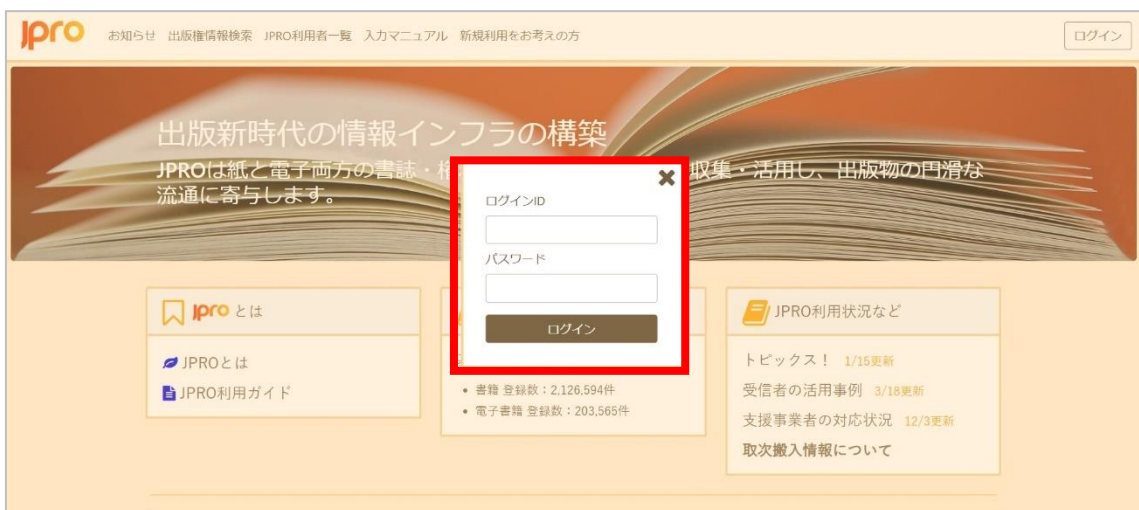 Jpro
お知らせ 出版権情報検索 JPRO利用者一覧 入力マニュアル 新規利用をお考えの方
ログイン
出版新時代の情報インフラの構築
JPROは紙と電子両方の書誌・ 収集・活用し、出版物の円滑な
流通に寄与します。
ログインID
パスワード
ログイン
Jpro とは
JPROとは
JPRO利用ガイド
• 書籍 登録数：2,126,594件
• 電子書籍 登録数：203,565件
JPRO利用状況など
トピックス！ 1/15更新
受信者の活用事例 3/18更新
支援事業者の対応状況 12/3更新
取次搬入情報について